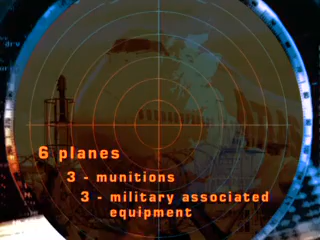 6 planes
3 - munitions
3 - military associated
equipment